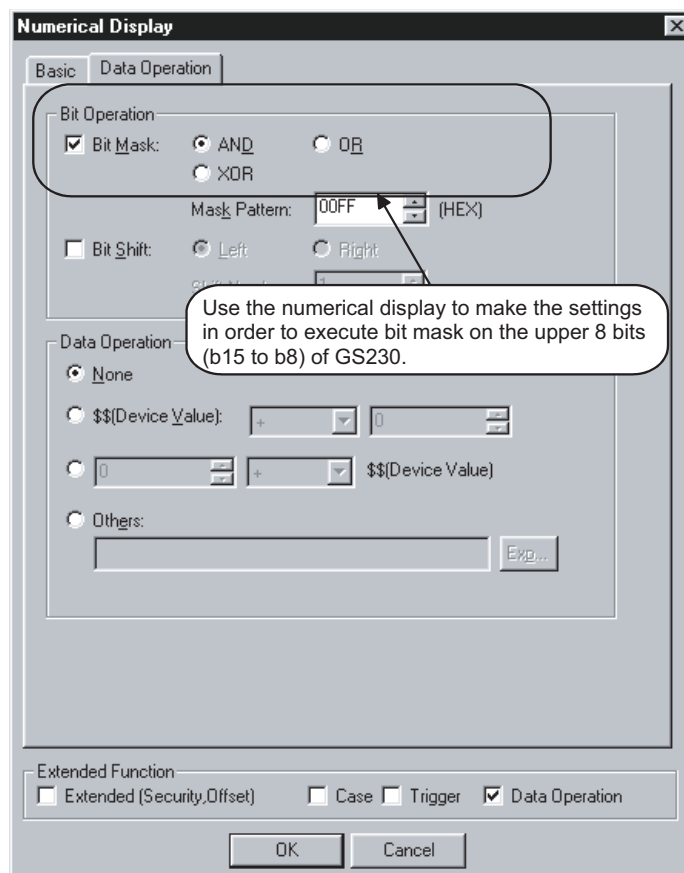 Numerical Display
Basic Data Operation
Bit Operation
Bit Mask: AND OR
XOR
Mask Pattern: 00FF (HEX)
Bit Shift: Left Right
Use the numerical display to make the settings
in order to execute bit mask on the upper 8 bits
(b15 to b8) of GS230.
Data Operation
None
$$(Device Value): + 0
0 + $$(Device Value)
Others:
Exp...
Extended Function
Extended (Security,Offset) Case Trigger Data Operation
OK Cancel